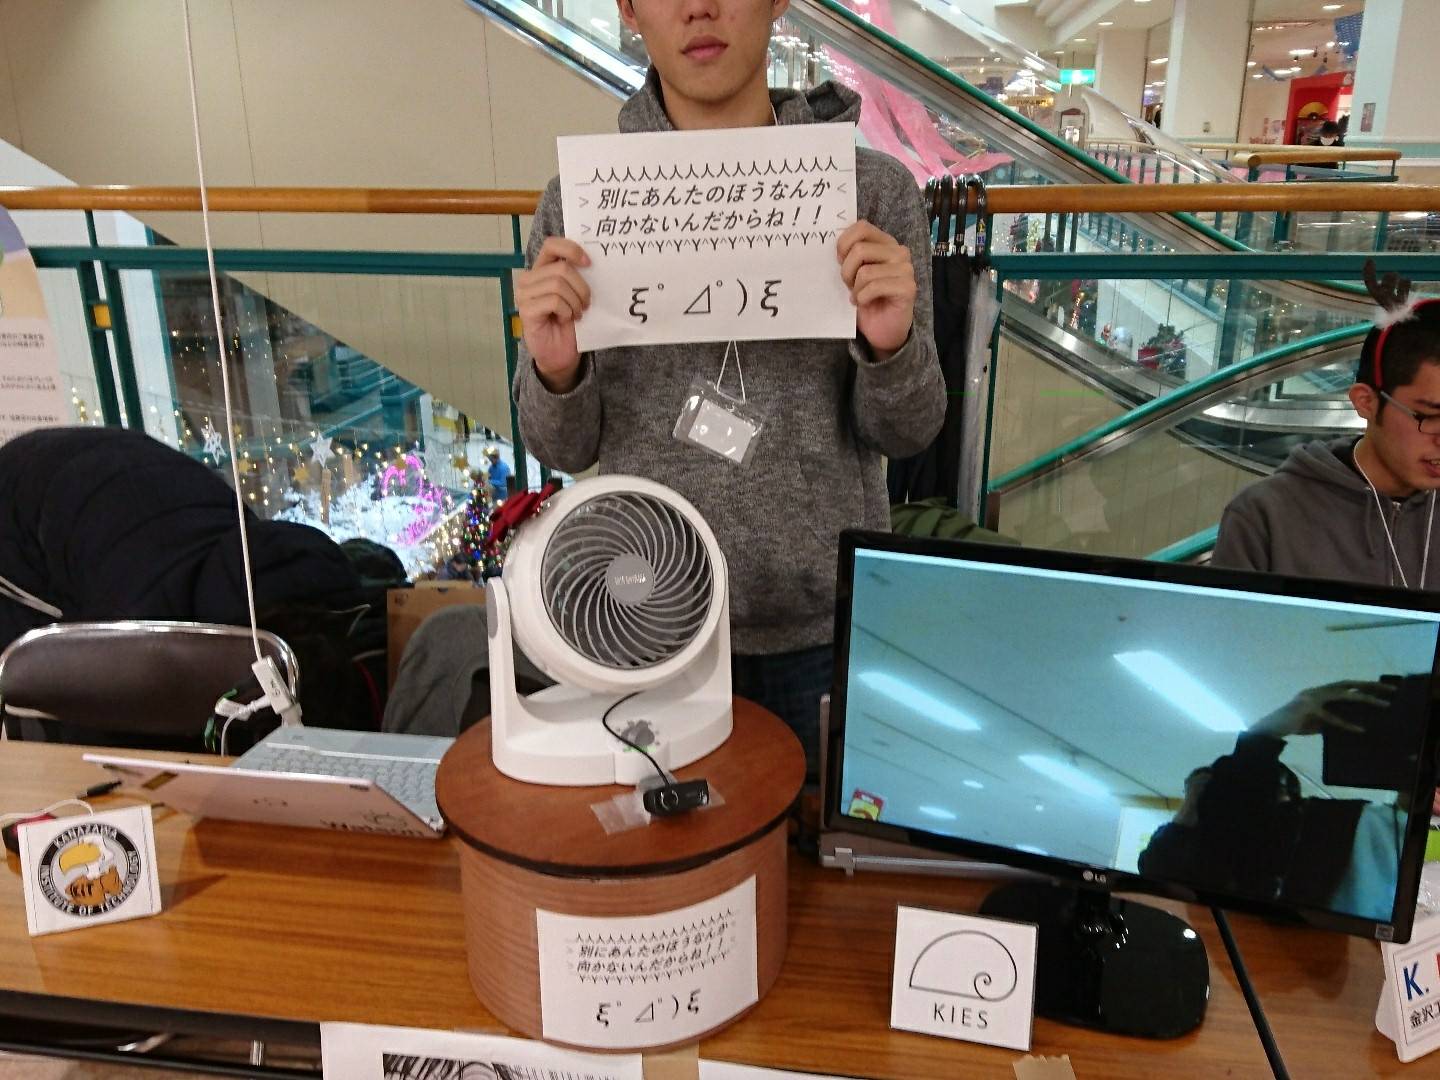 _人人人人人人人人人人人人人人_
> 別にあんたのほうなんか <
> 向かないんだからね！！ <
￣Y^Y^Y^Y^Y^Y^Y^Y^Y^Y^Y^Y^Y￣
ξ゚ ⊿゚)ξ
KANAZAWA
INSTITUTE OF TECHNOLOGY
KIT
_人人人人人人人人人人人人人人_
> 別にあんたのほうなんか <
> 向かないんだからね！！ <
￣Y^Y^Y^Y^Y^Y^Y^Y^Y^Y^Y^Y^Y￣
ξ゚ ⊿゚)ξ
LG
KIES
K.
金沢工